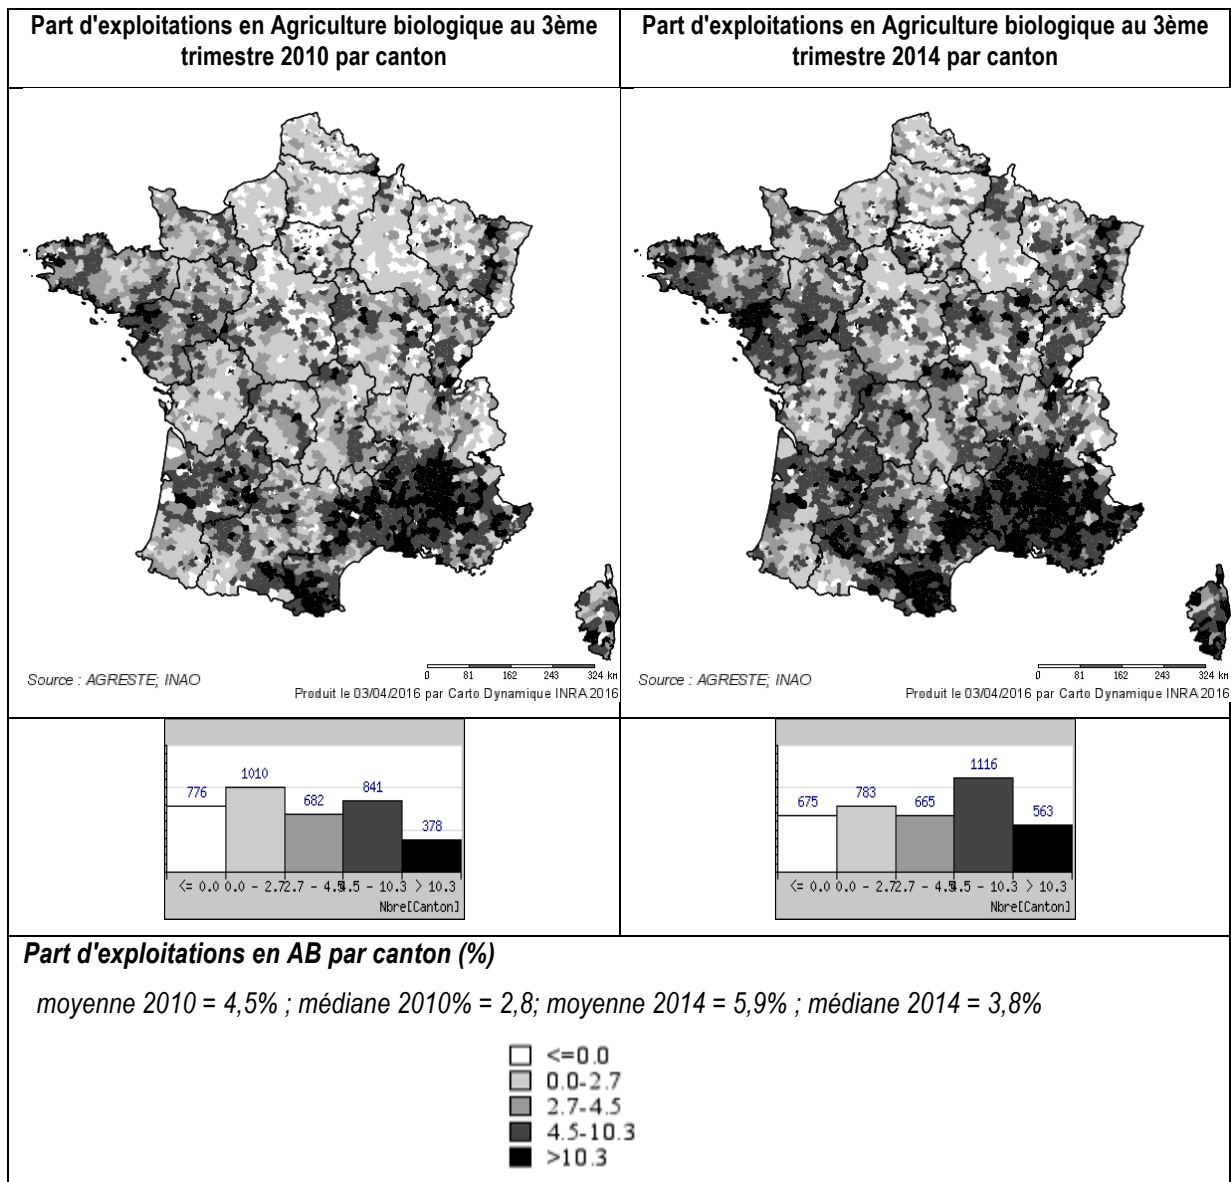 Part d'exploitations en Agriculture biologique au 3ème
trimestre 2010 par canton
Part d'exploitations en Agriculture biologique au 3ème
trimestre 2014 par canton
Source : AGRESTE; INAO
0 81 162 243 324 km
Produit le 03/04/2016 par Carto Dynamique INRA 2016
Source : AGRESTE; INAO
0 81 162 243 324 km
Produit le 03/04/2016 par Carto Dynamique INRA 2016
776 1010 682 841 378
<= 0.0 0.0 - 2.7 2.7 - 4.5 4.5 - 10.3 > 10.3
Nbre[Canton]
675 783 665 1116 563
<= 0.0 0.0 - 2.7 2.7 - 4.5 4.5 - 10.3 > 10.3
Nbre[Canton]
Part d'exploitations en AB par canton (%)
moyenne 2010 = 4,5% ; médiane 2010% = 2,8; moyenne 2014 = 5,9% ; médiane 2014 = 3,8%
<=0.0
0.0-2.7
2.7-4.5
4.5-10.3
>10.3